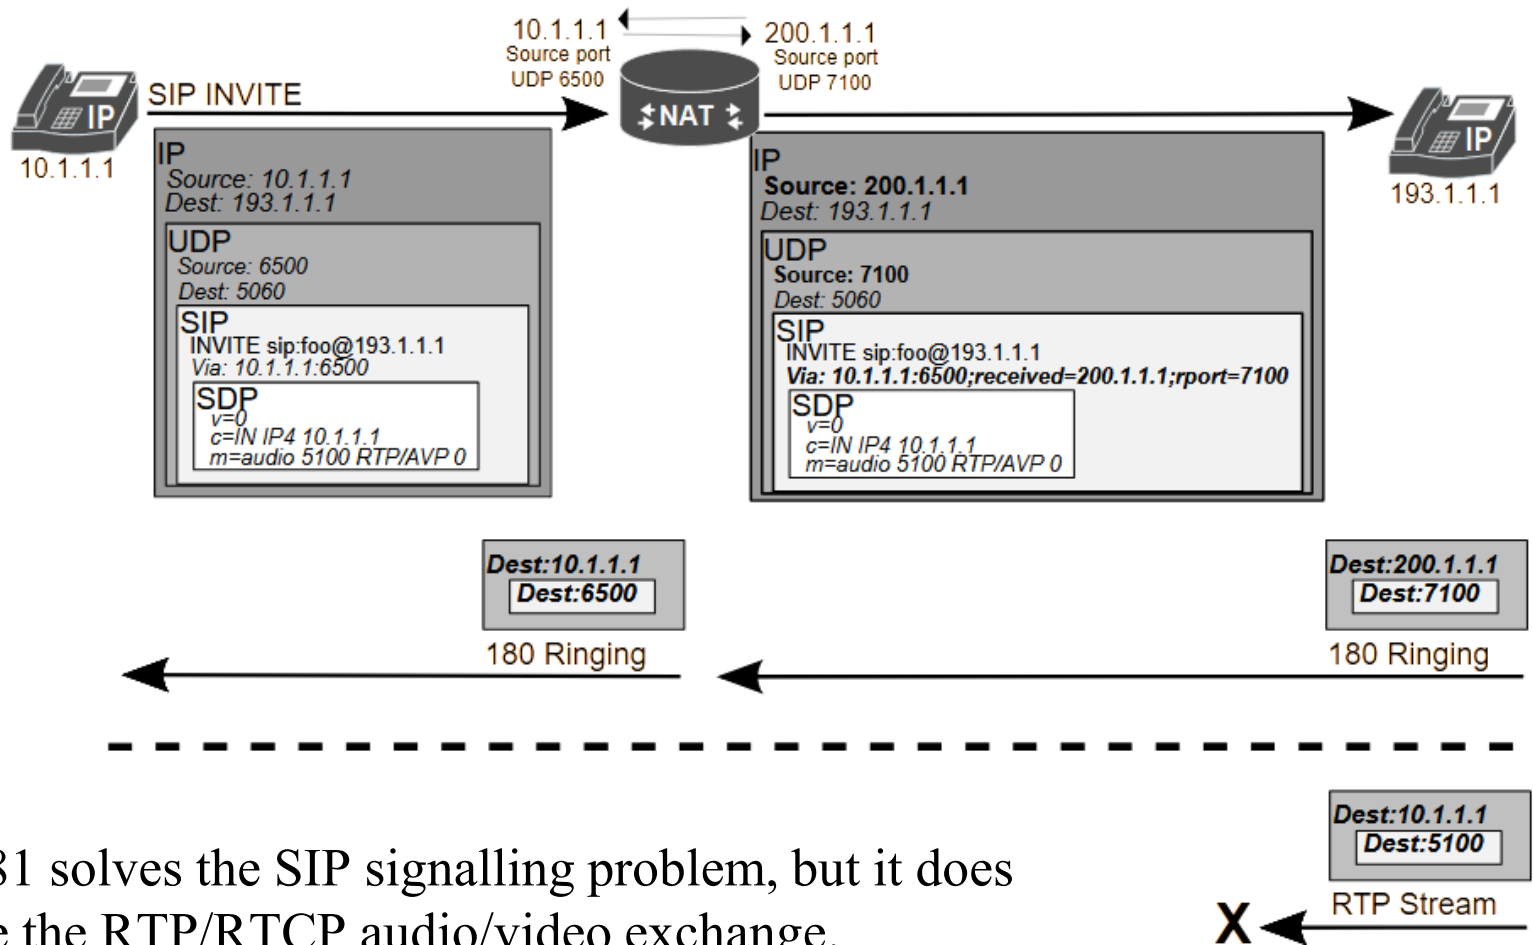 10.1.1.1
Source port
UDP 6500
200.1.1.1
Source port
UDP 7100
IP
10.1.1.1
SIP INVITE
NAT
IP
193.1.1.1
IP
Source: 10.1.1.1
Dest: 193.1.1.1
UDP
Source: 6500
Dest: 5060
SIP
INVITE sip:foo@193.1.1.1
Via: 10.1.1.1:6500
SDP
v=0
c=IN IP4 10.1.1.1
m=audio 5100 RTP/AVP 0
IP
Source: 200.1.1.1
Dest: 193.1.1.1
UDP
Source: 7100
Dest: 5060
SIP
INVITE sip:foo@193.1.1.1
Via: 10.1.1.1:6500;received=200.1.1.1;rport=7100
SDP
v=0
c=IN IP4 10.1.1.1
m=audio 5100 RTP/AVP 0
Dest:10.1.1.1
Dest:6500
180 Ringing
Dest:200.1.1.1
Dest:7100
180 Ringing
Dest:10.1.1.1
Dest:5100
RTP Stream
X
81 solves the SIP signalling problem, but it does
e the RTP/RTCP audio/video exchange.